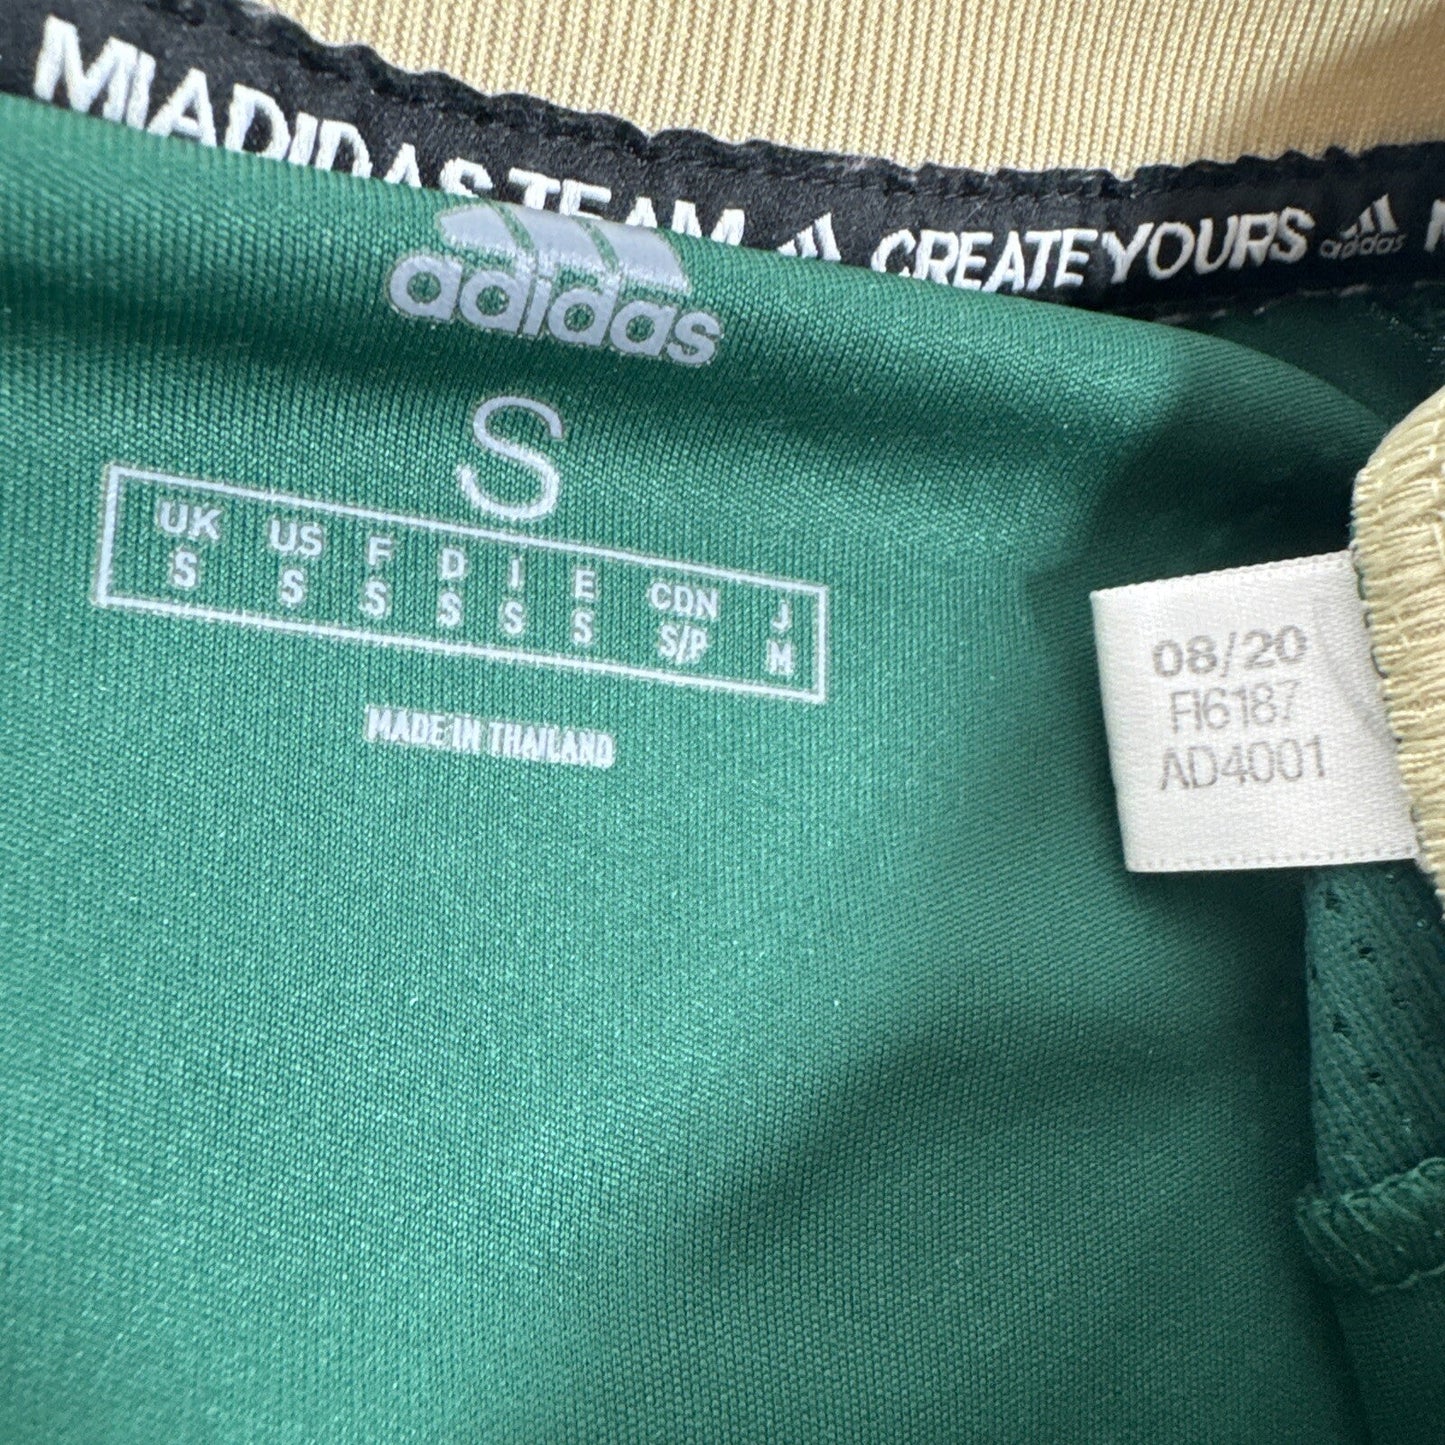 MIADIDAS TEAM CREATE YOURS adidas
adidas
S
UK US F D I E CDN J
S S S S S S S/P M
MADE IN THAILAND
08/20
FI6187
AD4001